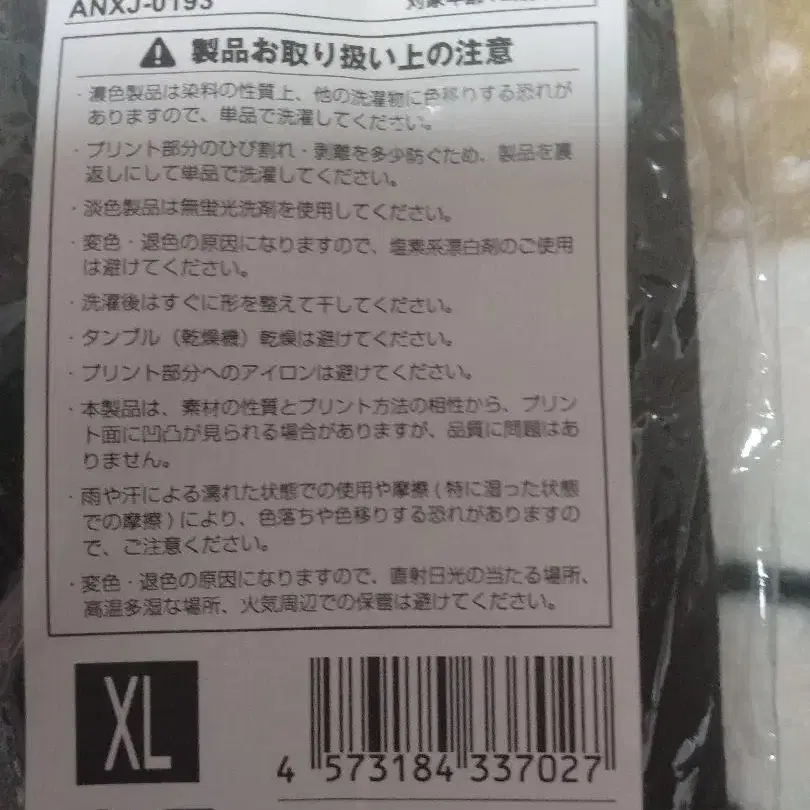 ANXJ-0193
対象年齢
⚠ 製品お取り扱い上の注意
・濃色製品は染料の性質上、他の洗濯物に色移りする恐れが
ありますので、単品で洗濯してください。
・プリント部分のひび割れ・剥離を多少防ぐため、製品を裏
返しにして単品で洗濯してください。
・淡色製品は無蛍光洗剤を使用してください。
・変色・退色の原因になりますので、塩素系漂白剤のご使用
は避けてください。
・洗濯後はすぐに形を整えて干してください。
・タンブル（乾燥機）乾燥は避けてください。
・プリント部分へのアイロンは避けてください。
・本製品は、素材の性質とプリント方法の相性から、プリン
ト面に凹凸が見られる場合がありますが、品質に問題はあ
りません。
・雨や汗による濡れた状態での使用や摩擦(特に湿った状態
での摩擦)により、色落ちや色移りする恐れがありますの
で、ご注意ください。
・変色・退色の原因になりますので、直射日光の当たる場所、
高温多湿な場所、火気周辺での保管は避けてください。
XL
4 573184 337027